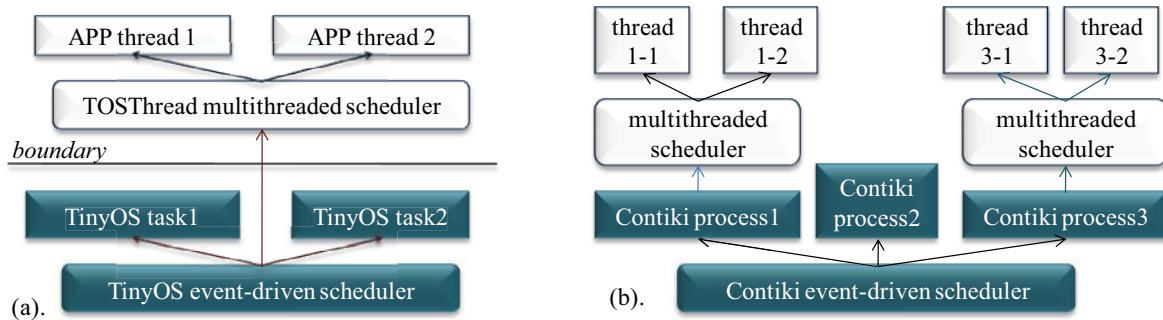 APP thread 1
APP thread 2
TOSThread multithreaded scheduler
boundary
TinyOS task1
TinyOS task2
TinyOS event-driven scheduler
(a).
thread
1-1
thread
1-2
thread
3-1
thread
3-2
multithreaded
scheduler
multithreaded
scheduler
Contiki process1
Contiki
process2
Contiki process3
Contiki event-driven scheduler
(b).